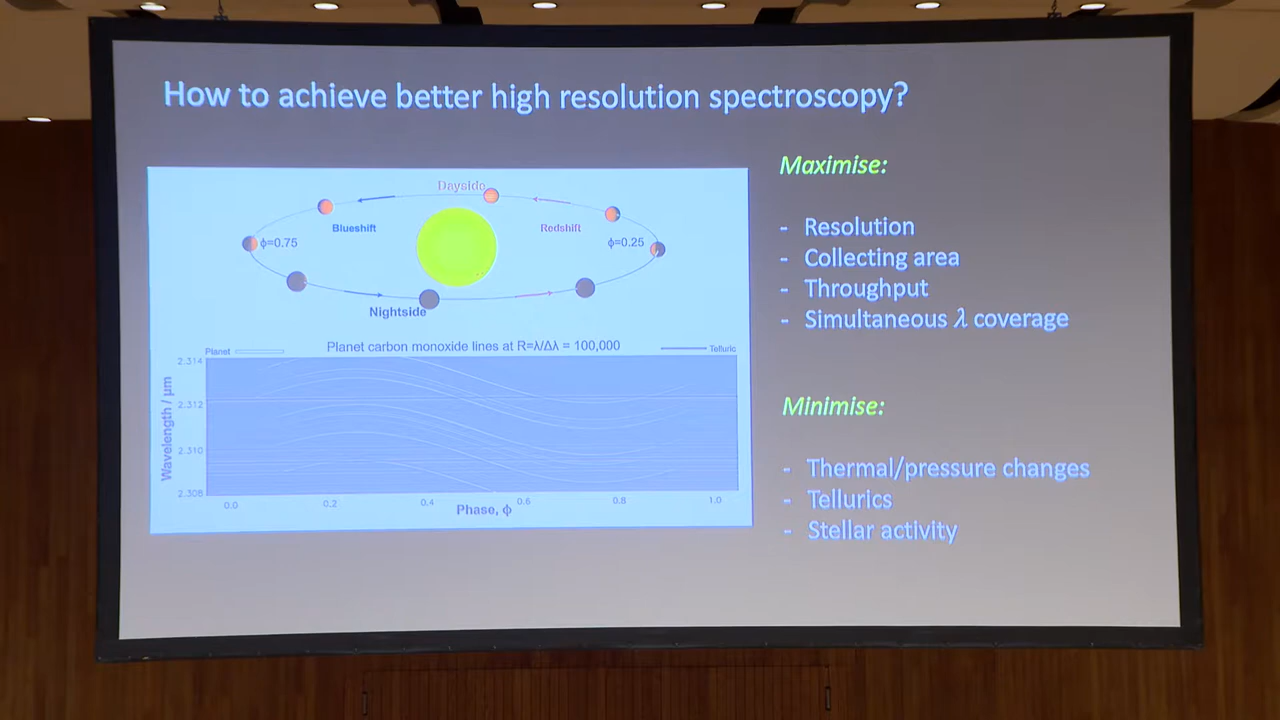 How to achieve better high resolution spectroscopy?
Dayside
Blueshift
Redshift
ϕ=0.75
ϕ=0.25
Nightside
Planet
Planet carbon monoxide lines at R=λ/Δλ = 100,000
Telluric
Wavelength / μm
2.314
2.312
2.310
2.308
0.0 0.2 0.4 0.6 0.8 1.0
Phase, ϕ
Maximise:
- Resolution
- Collecting area
- Throughput
- Simultaneous λ coverage
Minimise:
- Thermal/pressure changes
- Tellurics
- Stellar activity